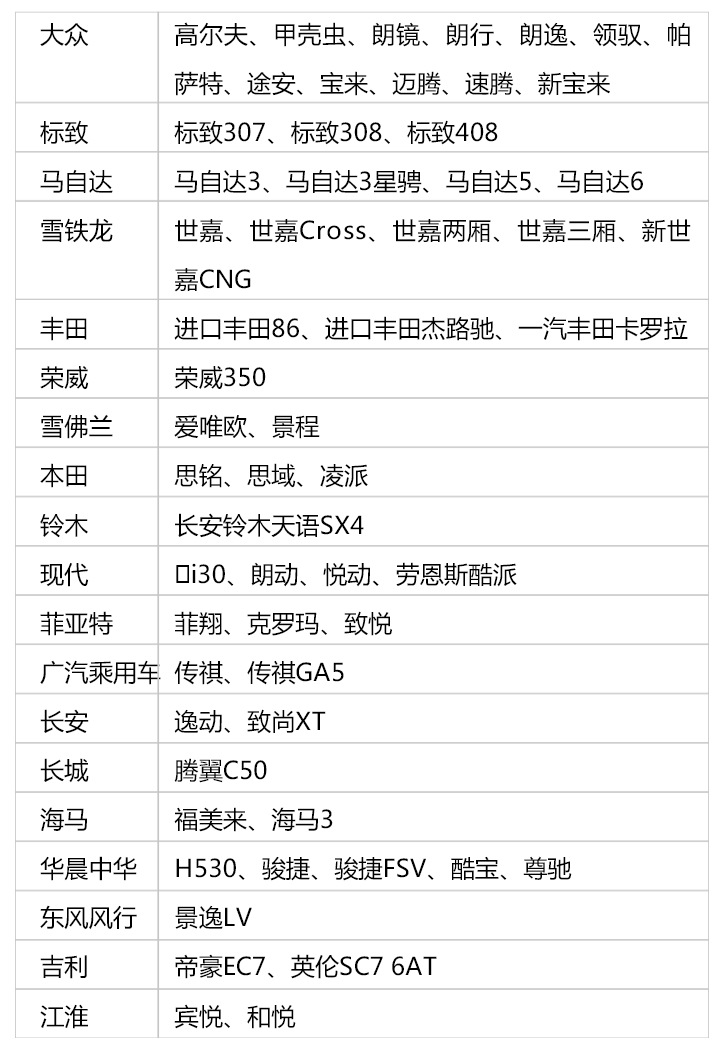 大众 高尔夫、甲壳虫、朗镜、朗行、朗逸、领驭、帕
萨特、途安、宝来、迈腾、速腾、新宝来
标致 标致307、标致308、标致408
马自达 马自达3、马自达3星骋、马自达5、马自达6
雪铁龙 世嘉、世嘉Cross、世嘉两厢、世嘉三厢、新世
嘉CNG
丰田 进口丰田86、进口丰田杰路驰、一汽丰田卡罗拉
荣威 荣威350
雪佛兰 爱唯欧、景程
本田 思铭、思域、凌派
铃木 长安铃木天语SX4
现代 i30、朗动、悦动、劳恩斯酷派
菲亚特 菲翔、克罗玛、致悦
广汽乘用车 传祺、传祺GA5
长安 逸动、致尚XT
长城 腾翼C50
海马 福美来、海马3
华晨中华 H530、骏捷、骏捷FSV、酷宝、尊驰
东风风行 景逸LV
吉利 帝豪EC7、英伦SC7 6AT
江淮 宾悦、和悦